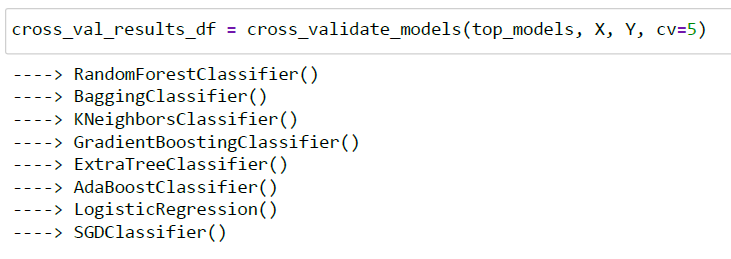 cross_val_results_df = cross_validate_models(top_models, X, Y, cv=5)
----> RandomForestClassifier()
----> BaggingClassifier()
----> KNeighborsClassifier()
----> GradientBoostingClassifier()
----> ExtraTreeClassifier()
----> AdaBoostClassifier()
----> LogisticRegression()
----> SGDClassifier()